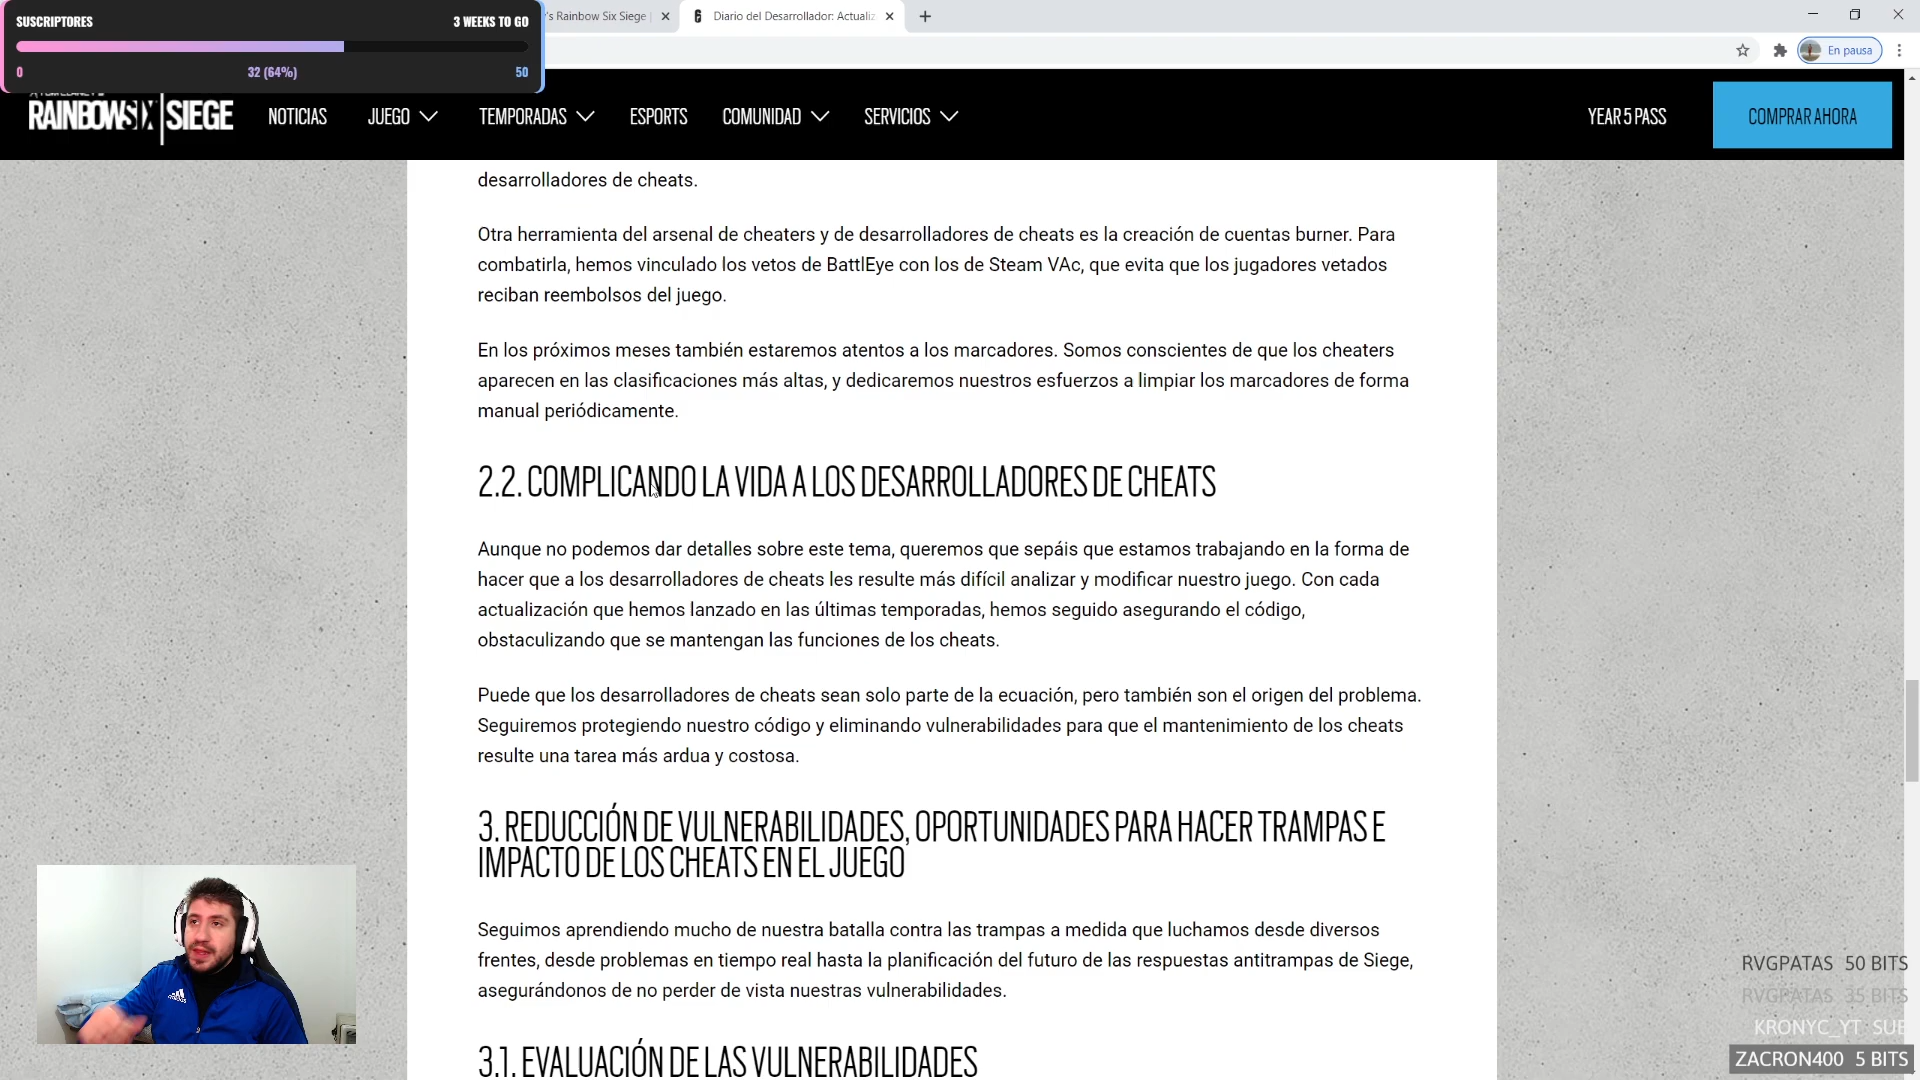 SUSCRIPTORES 3 WEEKS TO GO
0 32 (64%) 50
's Rainbow Six Siege
Diario del Desarrollador: Actualiz
En pausa
RAINBOWSIX|SIEGE NOTICIAS JUEGO TEMPORADAS ESPORTS COMUNIDAD SERVICIOS YEAR 5 PASS COMPRAR AHORA
desarrolladores de cheats.
Otra herramienta del arsenal de cheaters y de desarrolladores de cheats es la creación de cuentas burner. Para
combatirla, hemos vinculado los vetos de BattlEye con los de Steam VAc, que evita que los jugadores vetados
reciban reembolsos del juego.
En los próximos meses también estaremos atentos a los marcadores. Somos conscientes de que los cheaters
aparecen en las clasificaciones más altas, y dedicaremos nuestros esfuerzos a limpiar los marcadores de forma
manual periódicamente.
2.2. COMPLICANDO LA VIDA A LOS DESARROLLADORES DE CHEATS
Aunque no podemos dar detalles sobre este tema, queremos que sepáis que estamos trabajando en la forma de
hacer que a los desarrolladores de cheats les resulte más difícil analizar y modificar nuestro juego. Con cada
actualización que hemos lanzado en las últimas temporadas, hemos seguido asegurando el código,
obstaculizando que se mantengan las funciones de los cheats.
Puede que los desarrolladores de cheats sean solo parte de la ecuación, pero también son el origen del problema.
Seguiremos protegiendo nuestro código y eliminando vulnerabilidades para que el mantenimiento de los cheats
resulte una tarea más ardua y costosa.
3. REDUCCIÓN DE VULNERABILIDADES, OPORTUNIDADES PARA HACER TRAMPAS E
IMPACTO DE LOS CHEATS EN EL JUEGO
Seguimos aprendiendo mucho de nuestra batalla contra las trampas a medida que luchamos desde diversos
frentes, desde problemas en tiempo real hasta la planificación del futuro de las respuestas antitrampas de Siege,
asegurándonos de no perder de vista nuestras vulnerabilidades.
3.1. EVALUACIÓN DE LAS VULNERABILIDADES
RVGPATAS 50 BITS
RVGPATAS 35 BITS
KRONYC_YT SUB
ZACRON400 5 BITS